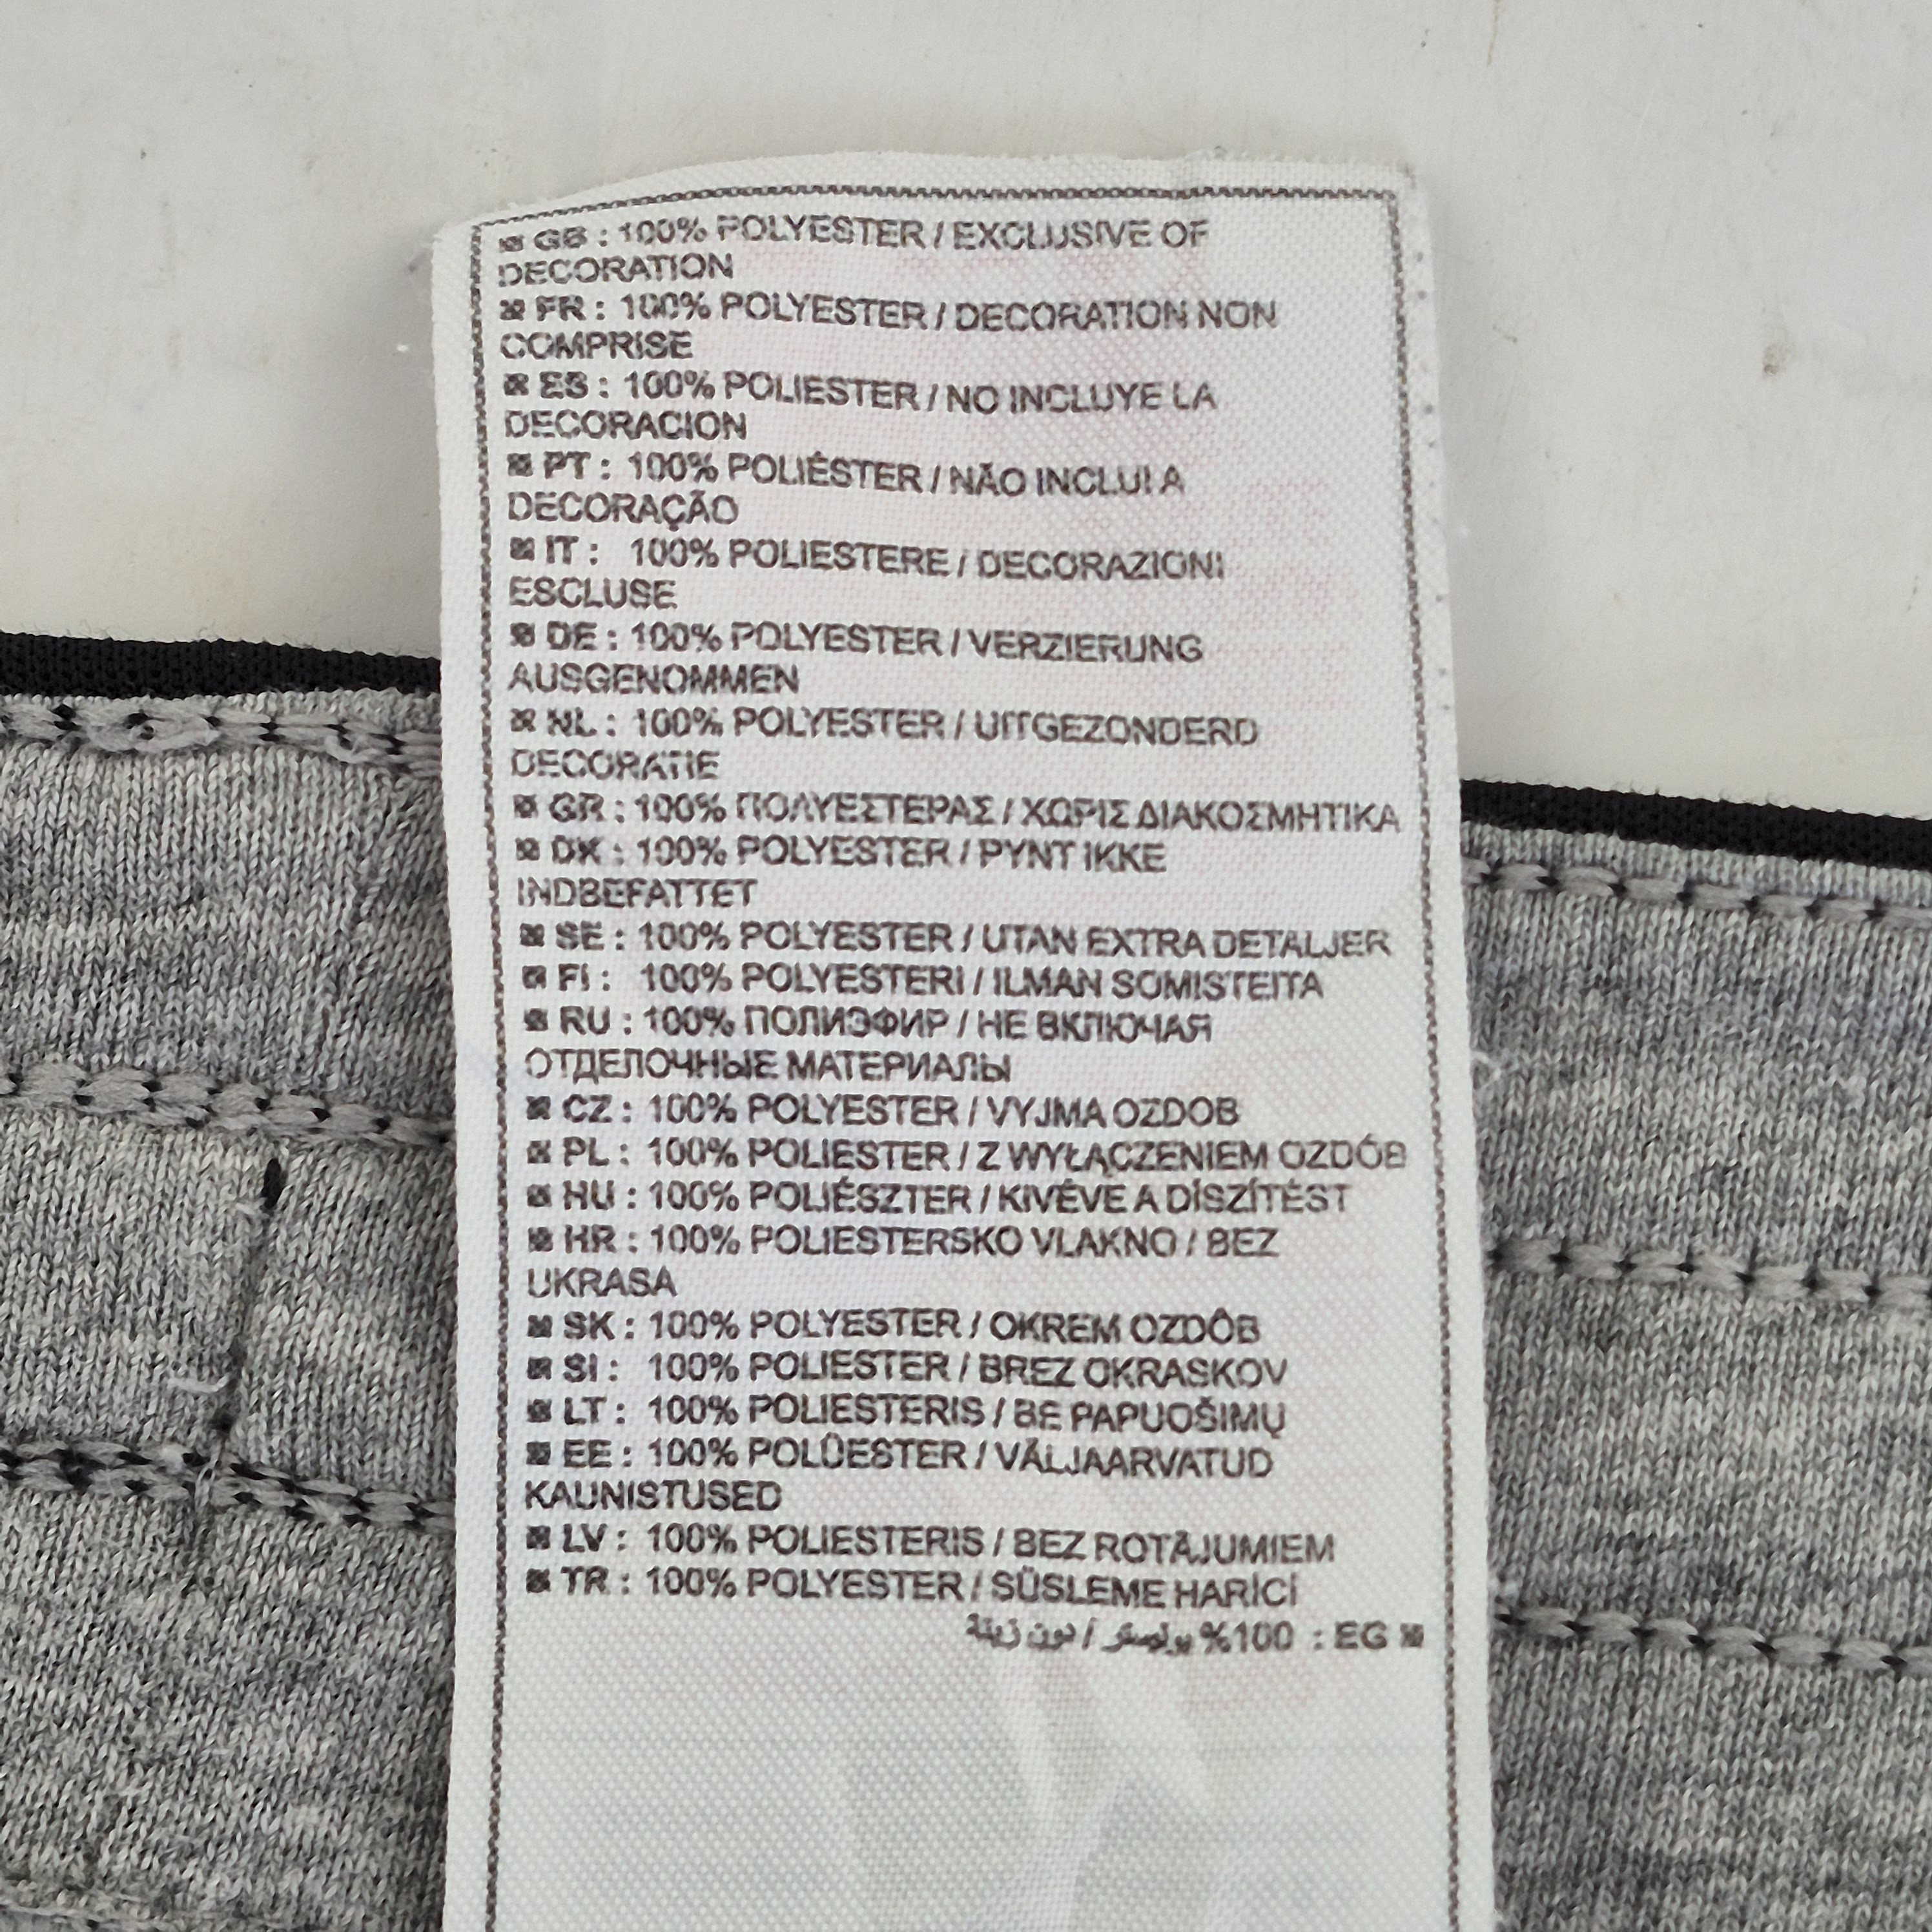 GB : 100% POLYESTER / EXCLUSIVE OF
DECORATION
FR : 100% POLYESTER / DECORATION NON
COMPRISE
ES : 100% POLIESTER / NO INCLUYE LA
DECORACION
PT : 100% POLIÉSTER / NÃO INCLUI A
DECORAÇÃO
IT : 100% POLIESTERE / DECORAZIONI
ESCLUSE
DE : 100% POLYESTER / VERZIERUNG
AUSGENOMMEN
NL : 100% POLYESTER / UITGEZONDERD
DECORATIE
GR : 100% ΠΟΛΥΕΣΤΕΡΑΣ / ΧΩΡΙΣ ΔΙΑΚΟΣΜΗΤΙΚΑ
DK : 100% POLYESTER / PYNT IKKE
INDBEFATTET
SE : 100% POLYESTER / UTAN EXTRA DETALJER
FI : 100% POLYESTERI / ILMAN SOMISTEITA
RU : 100% ПОЛИЭФИР / НЕ ВКЛЮЧАЯ
ОТДЕЛОЧНЫЕ МАТЕРИАЛЫ
CZ : 100% POLYESTER / VYJMA OZDOB
PL : 100% POLIESTER / Z WYŁĄCZENIEM OZDÓB
HU : 100% POLIÉSZTER / KIVÉVE A DÍSZÍTÉST
HR : 100% POLIESTERSKO VLAKNO / BEZ
UKRASA
SK : 100% POLYESTER / OKREM OZDÔB
SI : 100% POLIESTER / BREZ OKRASKOV
LT : 100% POLIESTERIS / BE PAPUOŠIMŲ
EE : 100% POLÜESTER / VÄLJAARVATUD
KAUNISTUSED
LV : 100% POLIESTERIS / BEZ ROTĀJUMIEM
TR : 100% POLYESTER / SÜSLEME HARİCİ
EG : 100% بوليستر / دون زينة